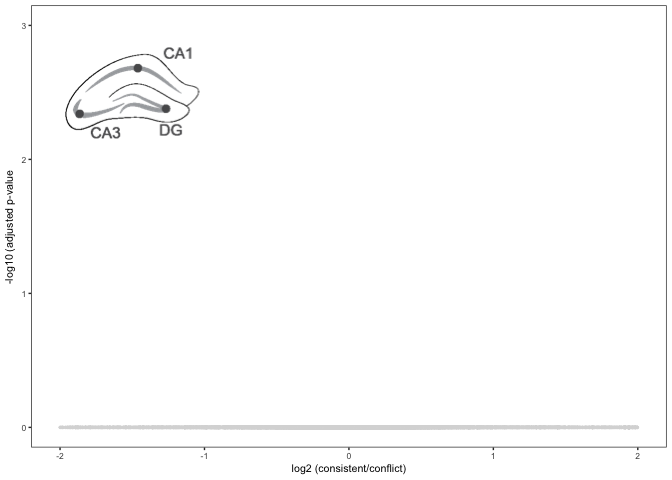 3
CA1
CA3
DG
2
-log10 (adjusted p-value
1
0
-2
-1
0
1
2
log2 (consistent/conflict)